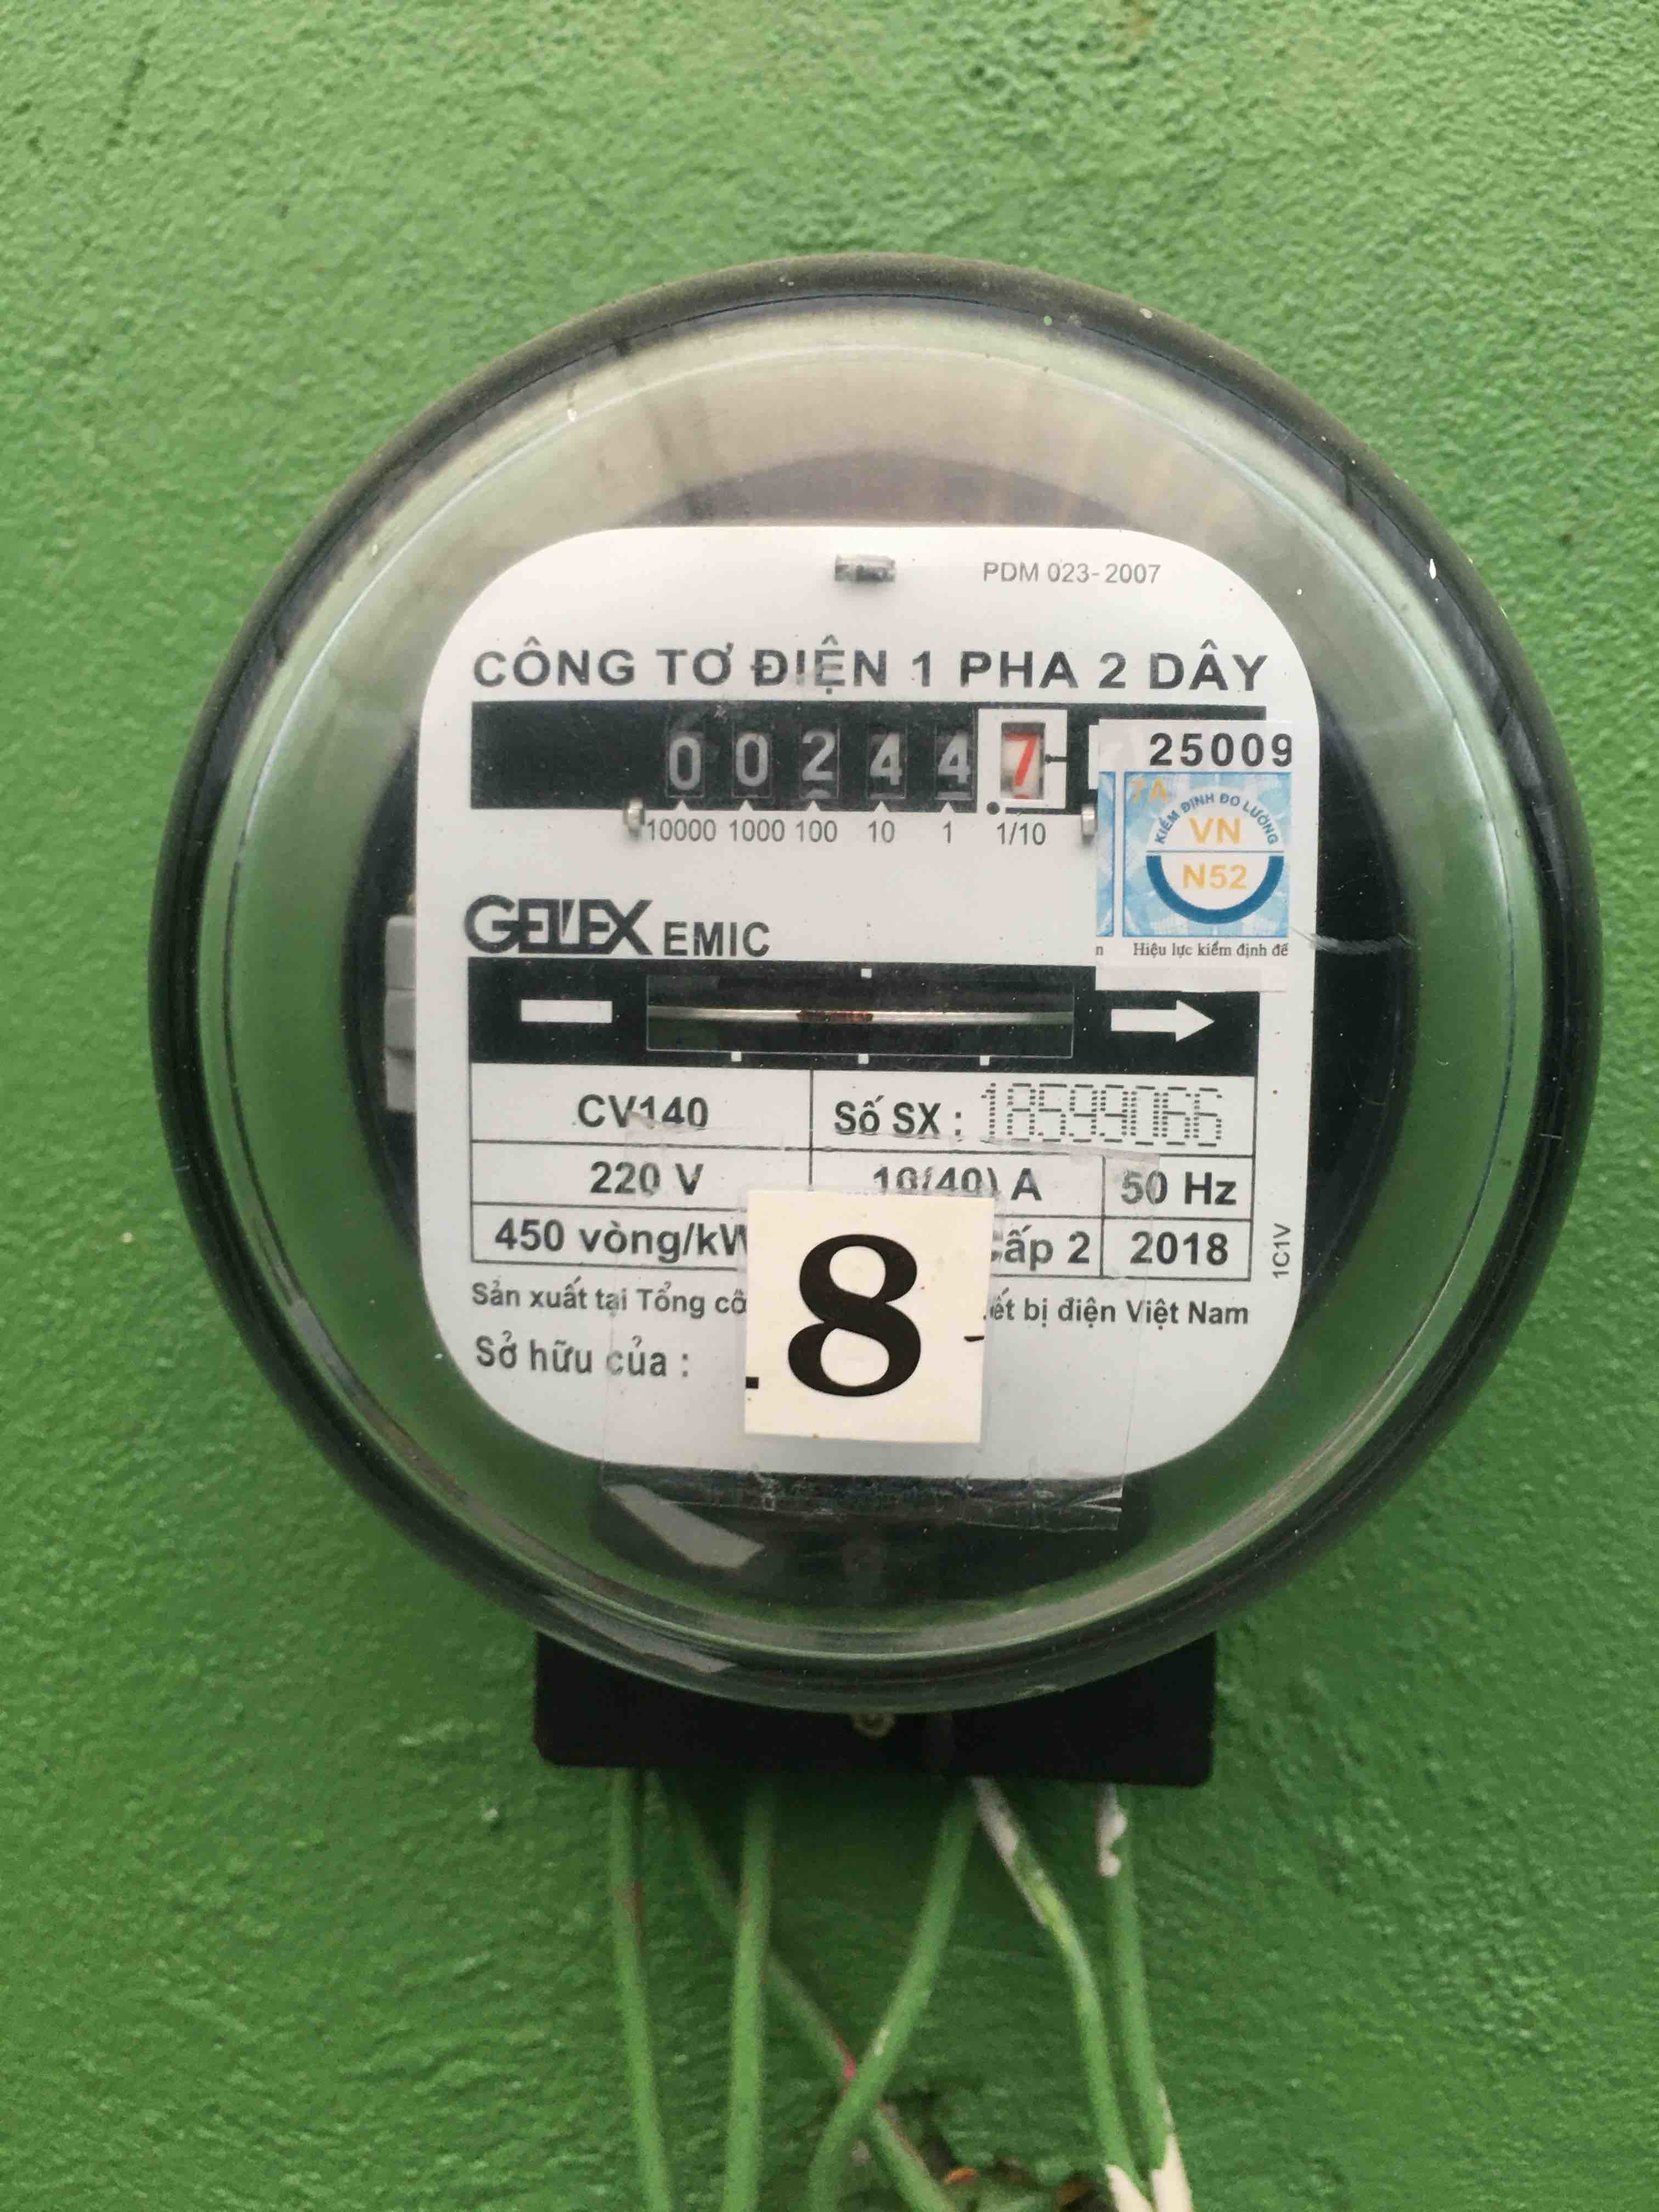 PDM 023-2007
CÔNG TƠ ĐIỆN 1 PHA 2 DÂY
0 0 2 4 4 7
10000 1000 100 10 1 1/10
25009
7A
KIỂM ĐỊNH ĐO LƯỜNG
VN
N52
n Hiệu lực kiểm định đế
GELEX EMIC
CV140 Số SX : 18599066
220 V 10(40) A 50 Hz
450 vòng/kW cấp 2 2018
1C1V
Sản xuất tại Tổng cô ết bị điện Việt Nam
Sở hữu của :
.8-